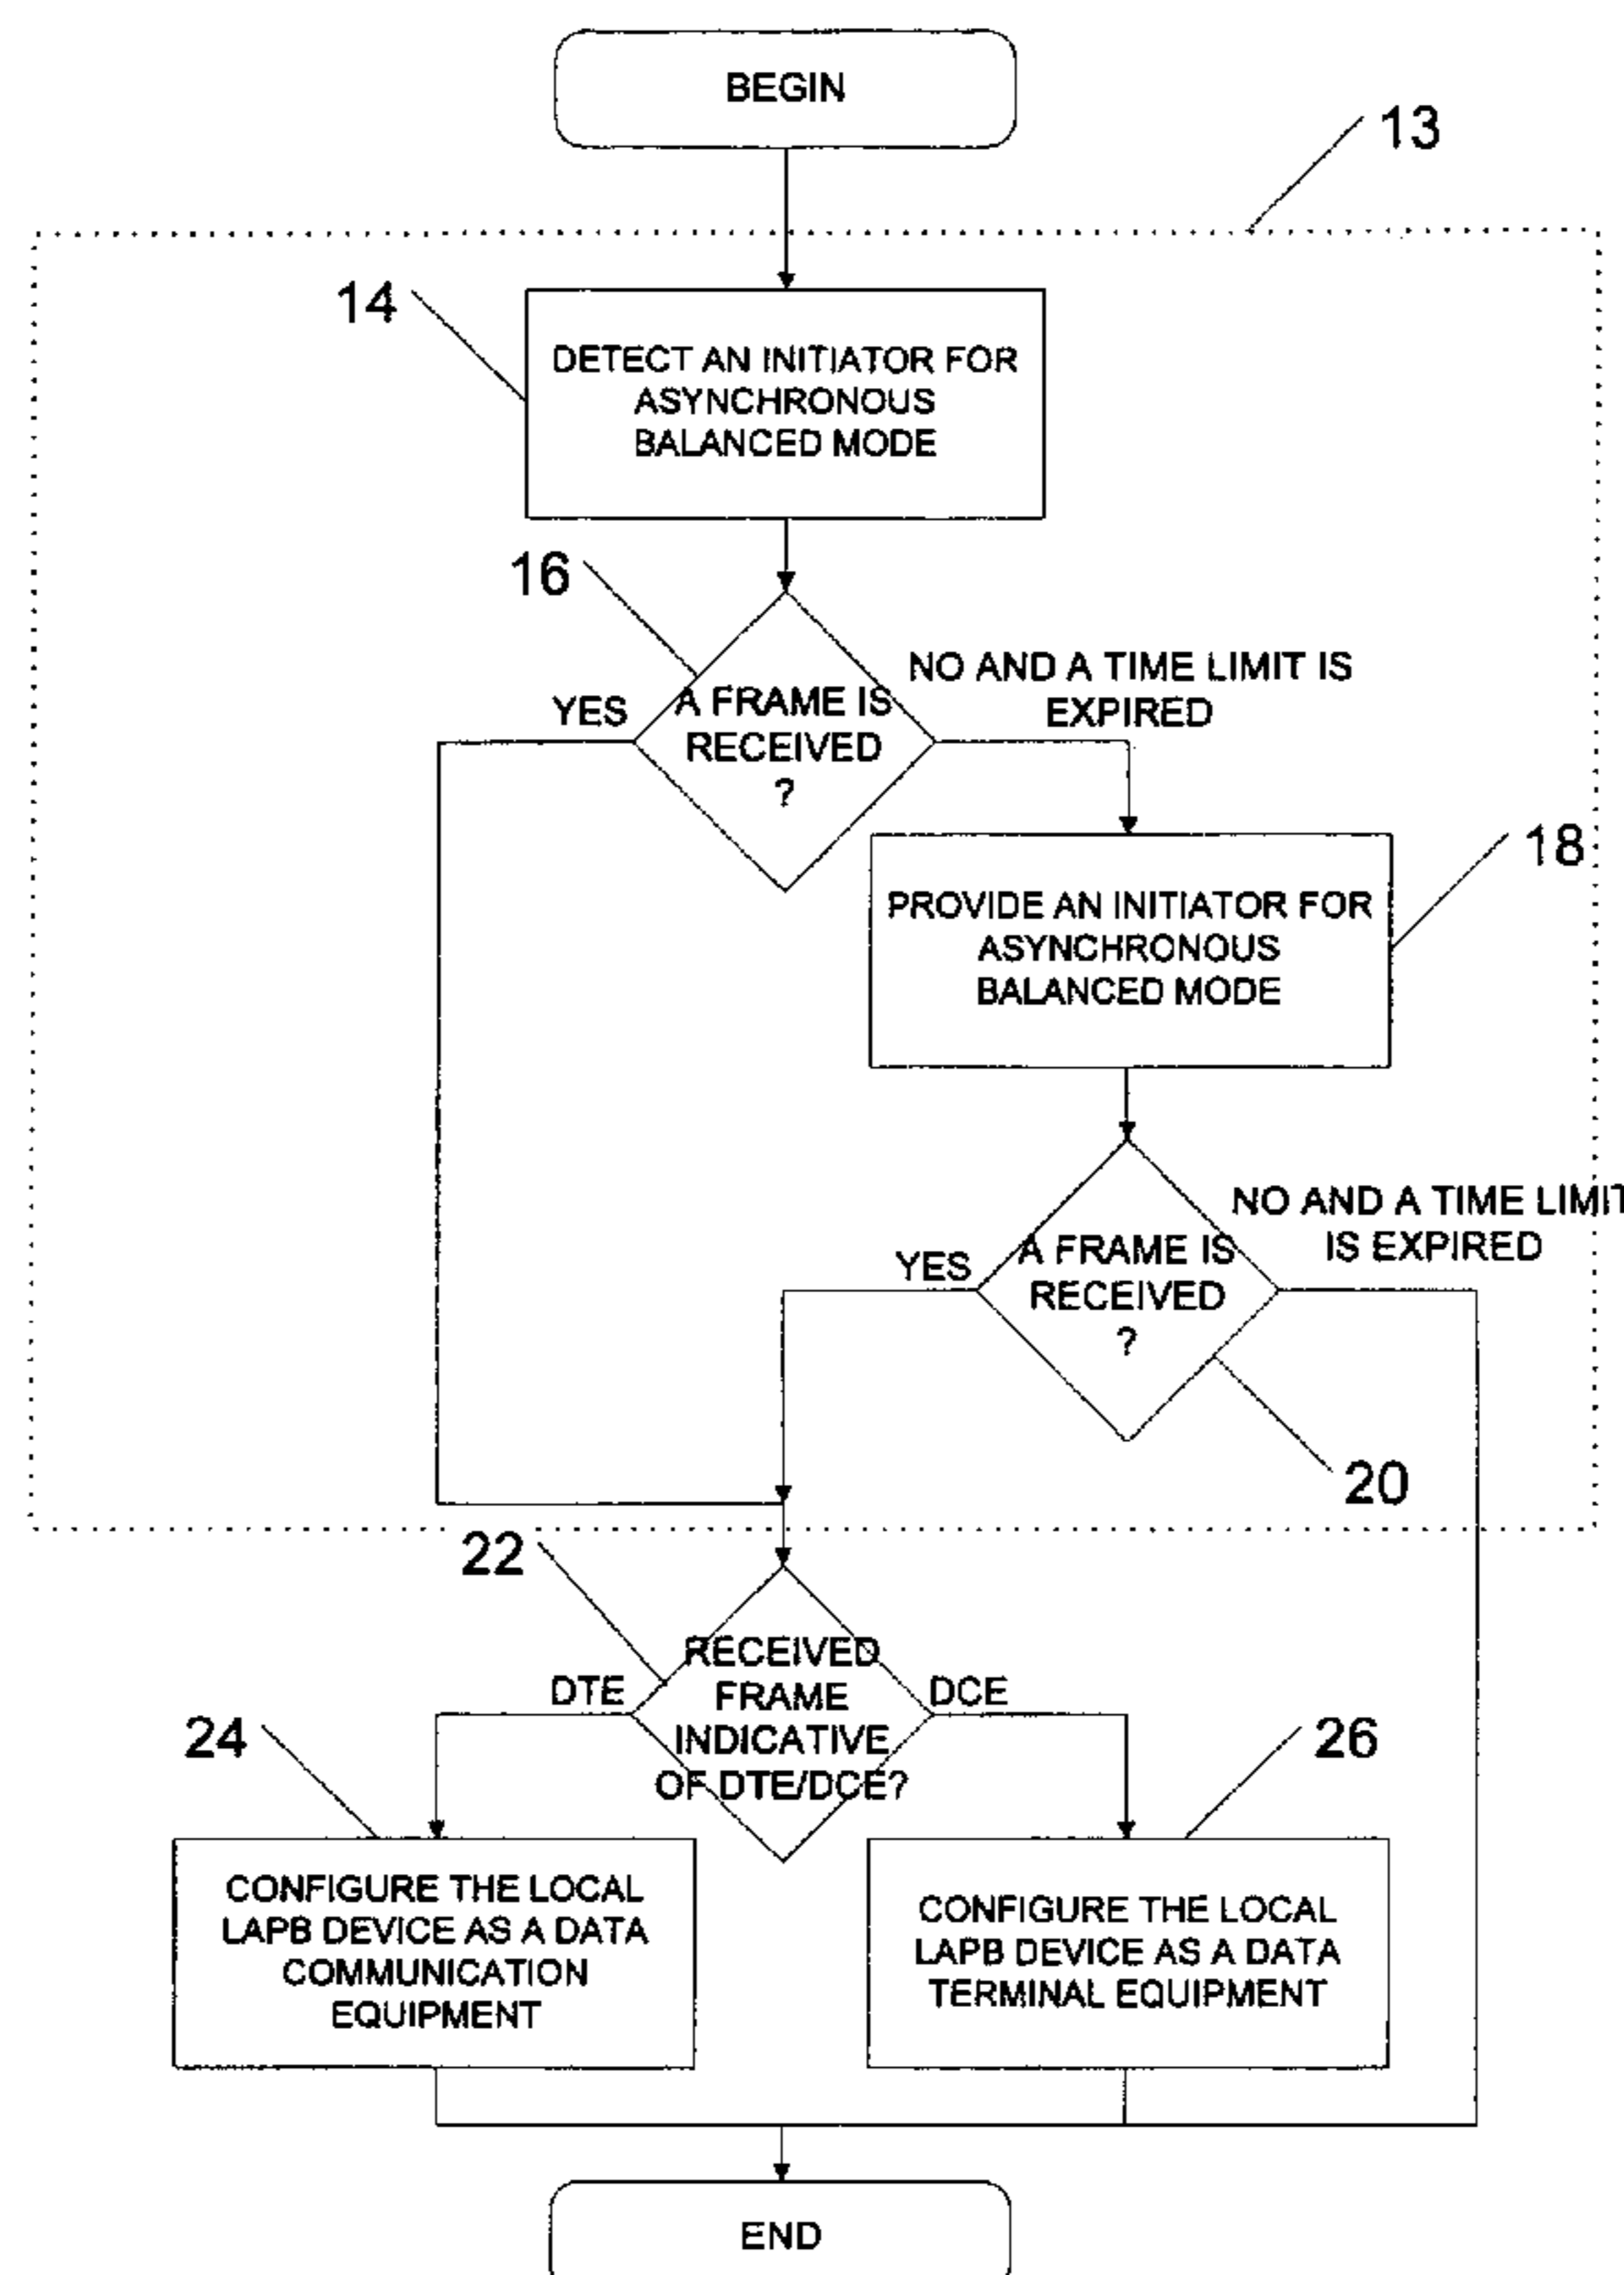 BEGIN
13
14
DETECT AN INITIATOR FOR
ASYNCHRONOUS
BALANCED MODE
16
YES
A FRAME IS
RECEIVED
?
NO AND A TIME LIMIT IS
EXPIRED
18
PROVIDE AN INITIATOR FOR
ASYNCHRONOUS
BALANCED MODE
YES
A FRAME IS
RECEIVED
?
NO AND A TIME LIMIT
IS EXPIRED
20
22
DTE
RECEIVED
FRAME
INDICATIVE
OF DTE/DCE?
DCE
24
26
CONFIGURE THE LOCAL
LAPB DEVICE AS A DATA
COMMUNICATION
EQUIPMENT
CONFIGURE THE LOCAL
LAPB DEVICE AS A DATA
TERMINAL EQUIPMENT
END